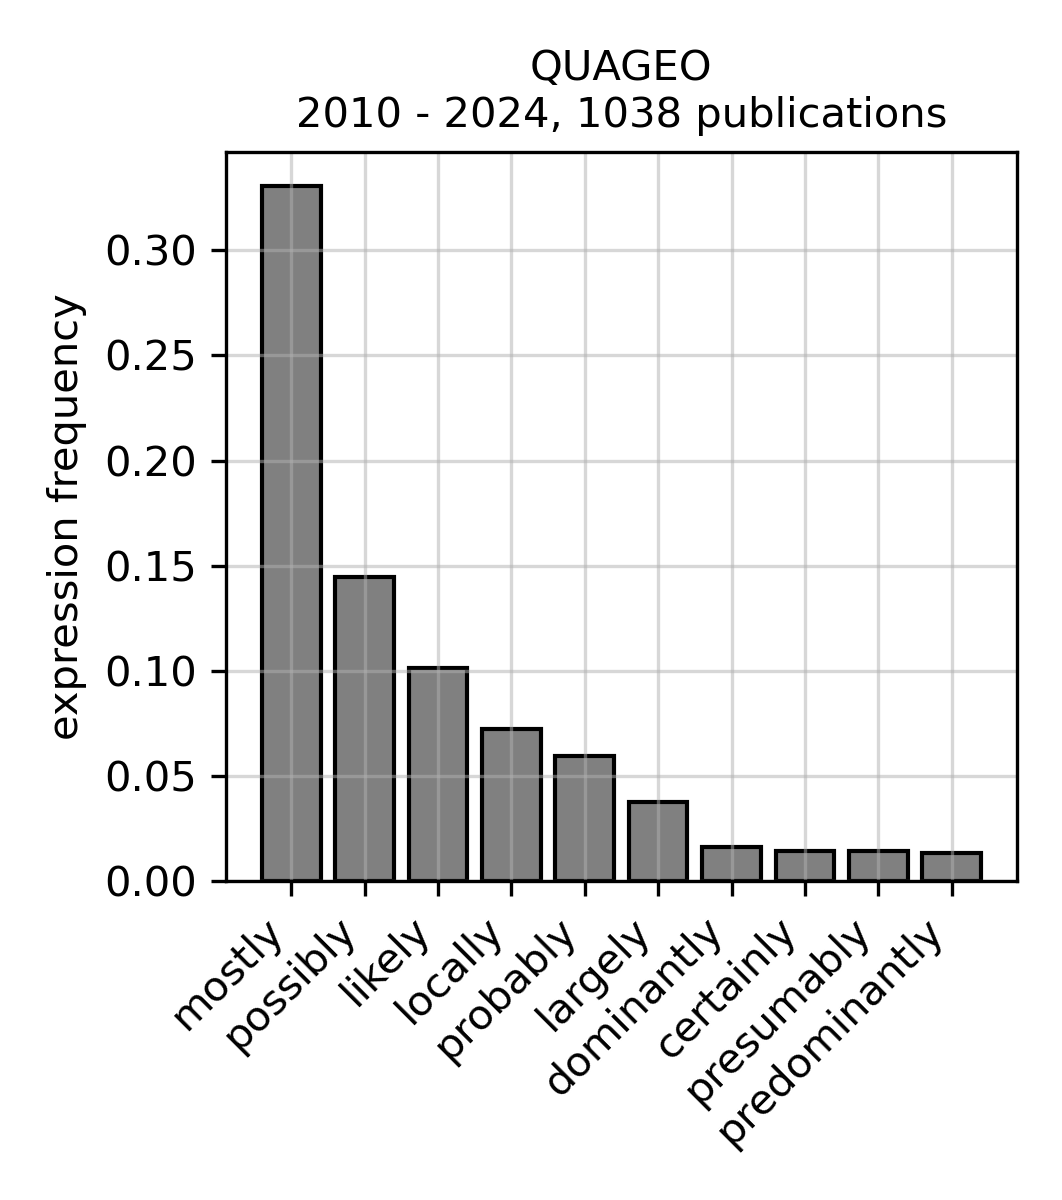 QUAGEO
2010 - 2024, 1038 publications
expression frequency
0.30
0.25
0.20
0.15
0.10
0.05
0.00
mostly
possibly
likely
locally
probably
largely
dominantly
certainly
presumably
predominantly